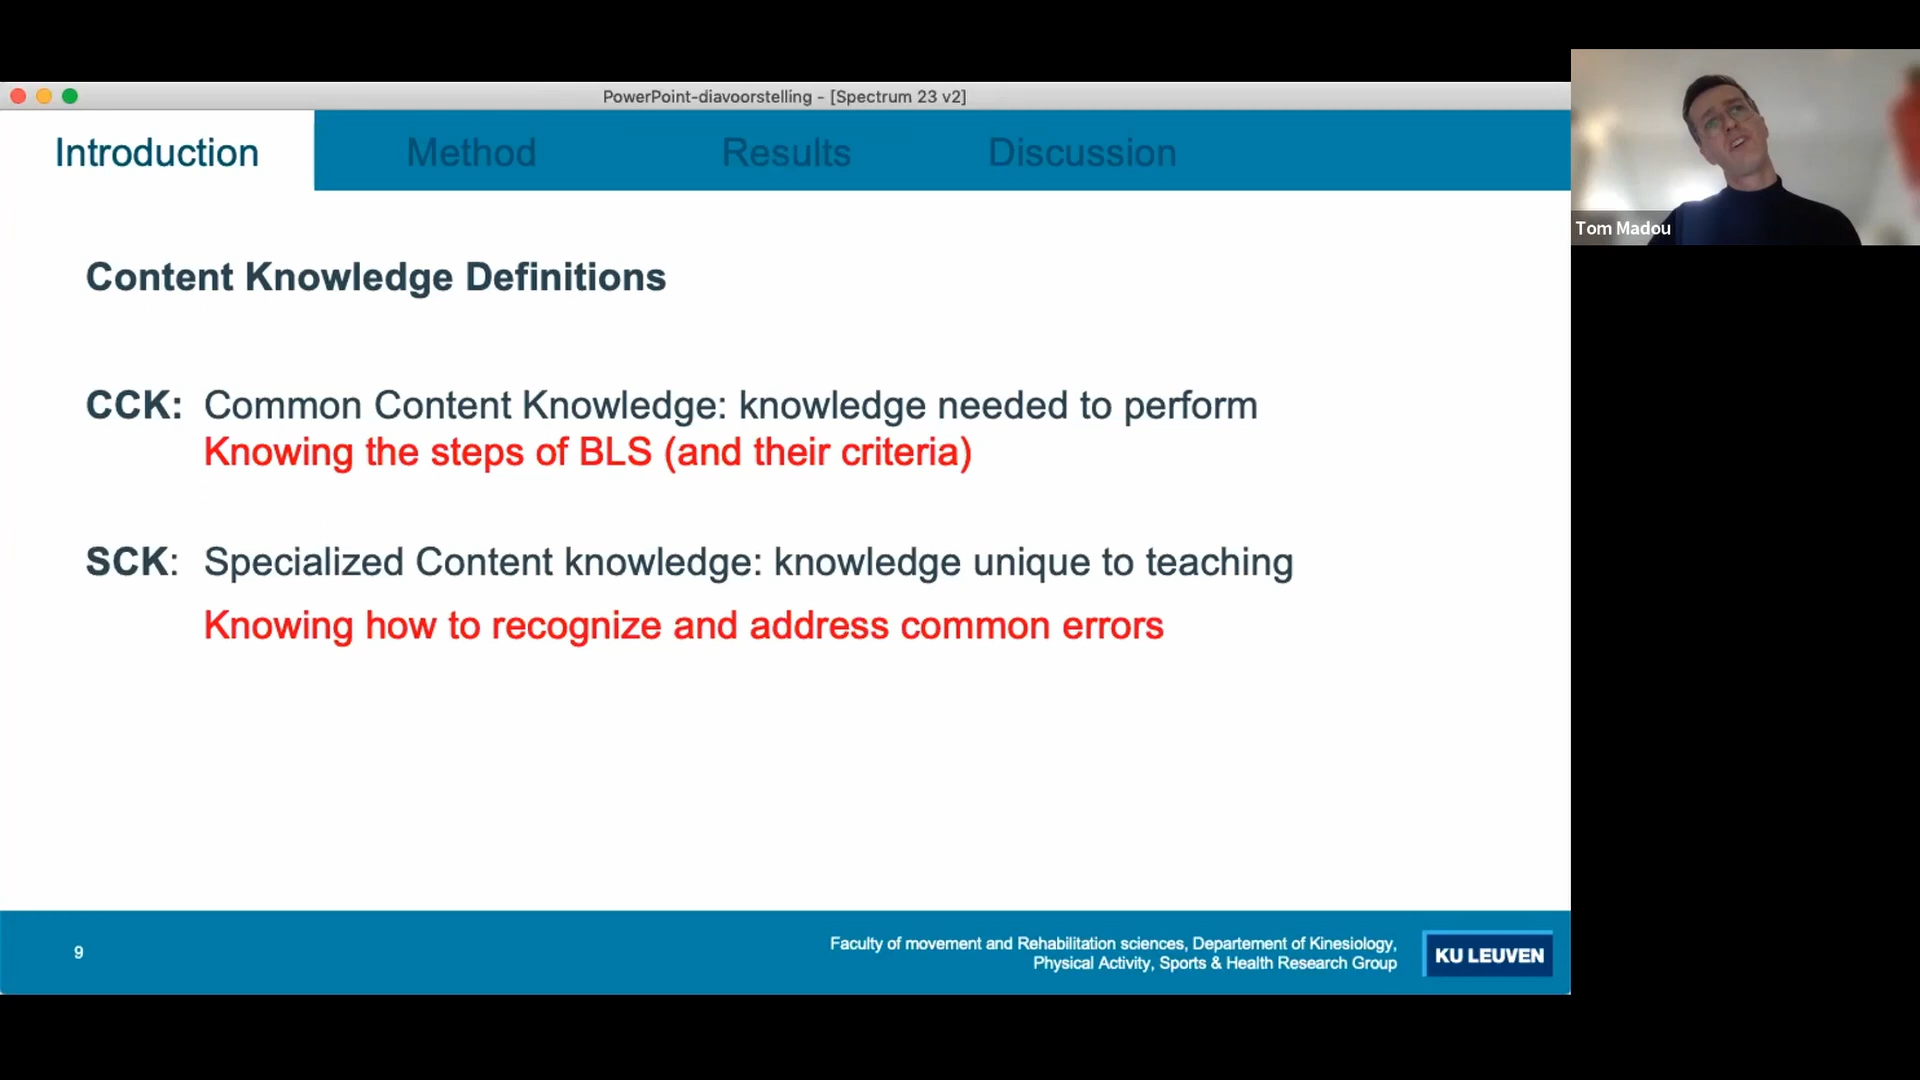 PowerPoint-diavoorstelling - [Spectrum 23 v2]
Introduction Method Results Discussion
Tom Madou
Content Knowledge Definitions
CCK: Common Content Knowledge: knowledge needed to perform
Knowing the steps of BLS (and their criteria)
SCK: Specialized Content knowledge: knowledge unique to teaching
Knowing how to recognize and address common errors
9
Faculty of movement and Rehabilitation sciences, Departement of Kinesiology,
Physical Activity, Sports & Health Research Group
KU LEUVEN